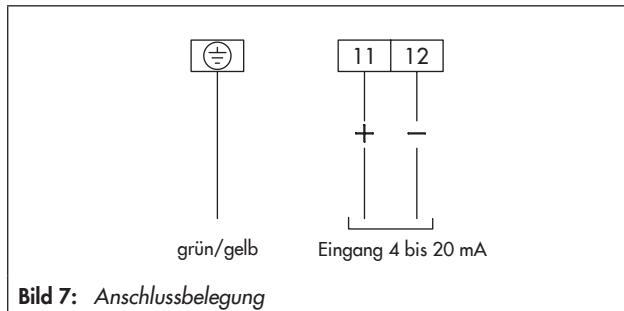 11 12
+ −
grün/gelb Eingang 4 bis 20 mA
Bild 7: Anschlussbelegung